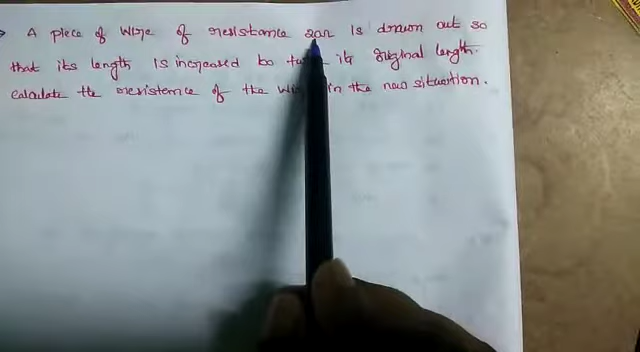 A piece of wire of resistance 20Ω is drawn out so
that its length is increased to its original length.
calculate the resistance of the in the new situation.